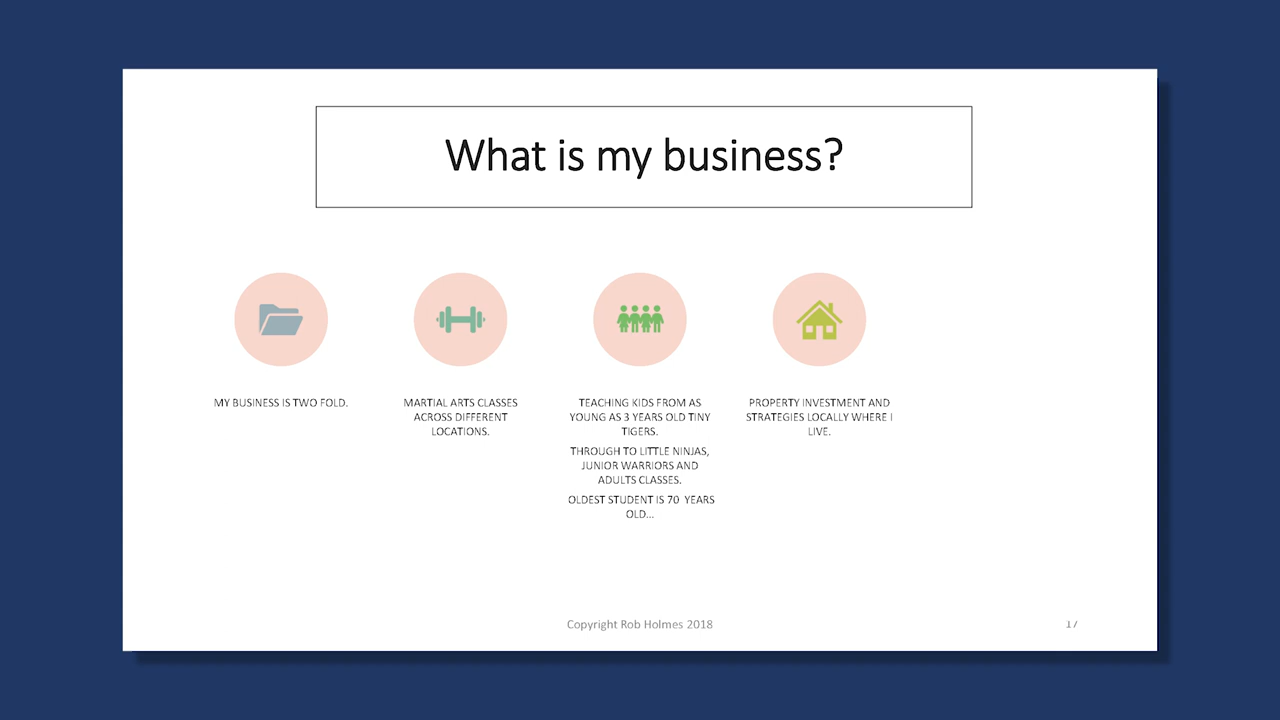 What is my business?
MY BUSINESS IS TWO FOLD.
MARTIAL ARTS CLASSES
ACROSS DIFFERENT
LOCATIONS.
TEACHING KIDS FROM AS
YOUNG AS 3 YEARS OLD TINY
TIGERS.
THROUGH TO LITTLE NINJAS,
JUNIOR WARRIORS AND
ADULTS CLASSES.
OLDEST STUDENT IS 70 YEARS
OLD...
PROPERTY INVESTMENT AND
STRATEGIES LOCALLY WHERE I
LIVE.
Copyright Rob Holmes 2018
17